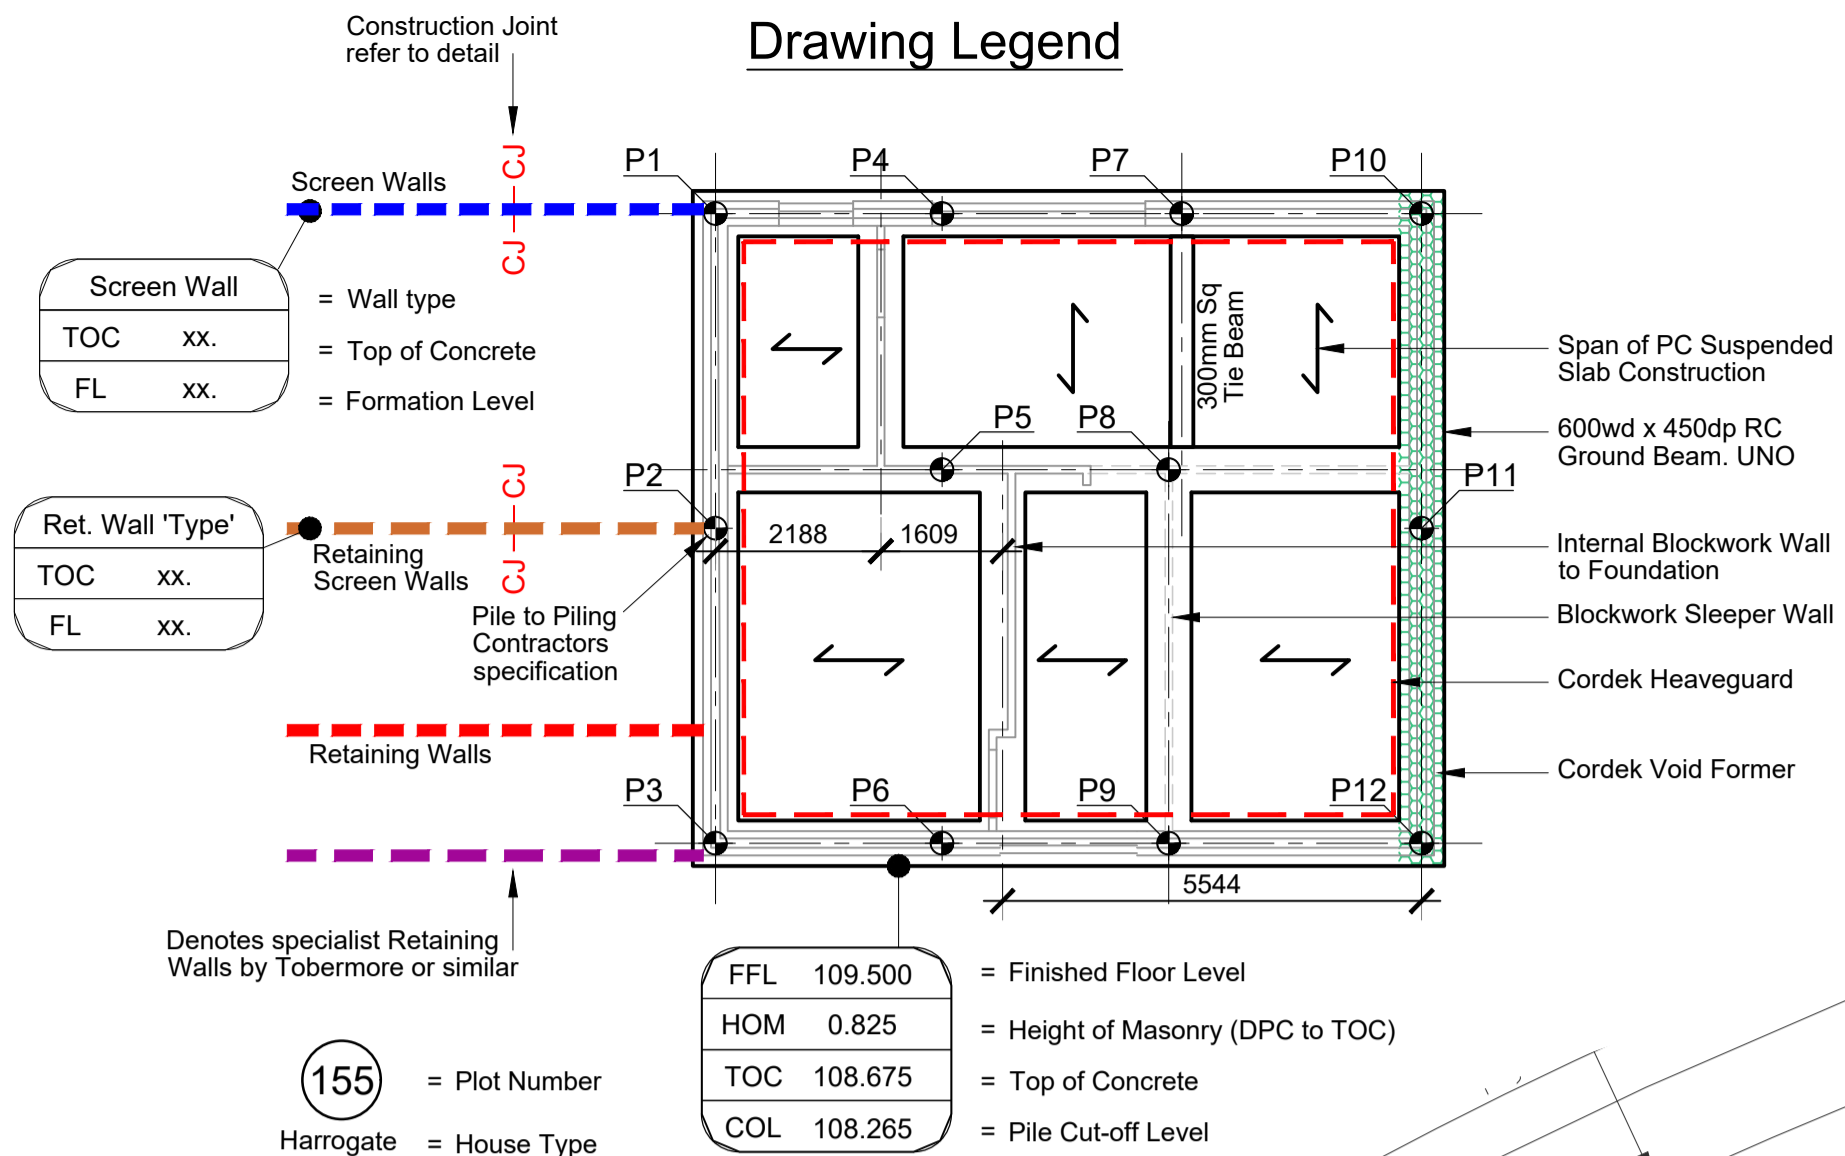 Drawing Legend
Construction Joint
refer to detail
CJ
CJ
Screen Walls
Screen Wall
TOC xx.
FL xx.
= Wall type
= Top of Concrete
= Formation Level
CJ
CJ
Ret. Wall 'Type'
TOC xx.
FL xx.
Retaining
Screen Walls
Pile to Piling
Contractors
specification
Retaining Walls
Denotes specialist Retaining
Walls by Tobermore or similar
155
= Plot Number
Harrogate
= House Type
P1
P4
P7
P10
P5
P8
P2
P11
P3
P6
P9
P12
300mm Sq
Tie Beam
2188
1609
5544
Span of PC Suspended
Slab Construction
600wd x 450dp RC
Ground Beam. UNO
Internal Blockwork Wall
to Foundation
Blockwork Sleeper Wall
Cordek Heaveguard
Cordek Void Former
FFL 109.500
= Finished Floor Level
HOM 0.825
= Height of Masonry (DPC to TOC)
TOC 108.675
= Top of Concrete
COL 108.265
= Pile Cut-off Level